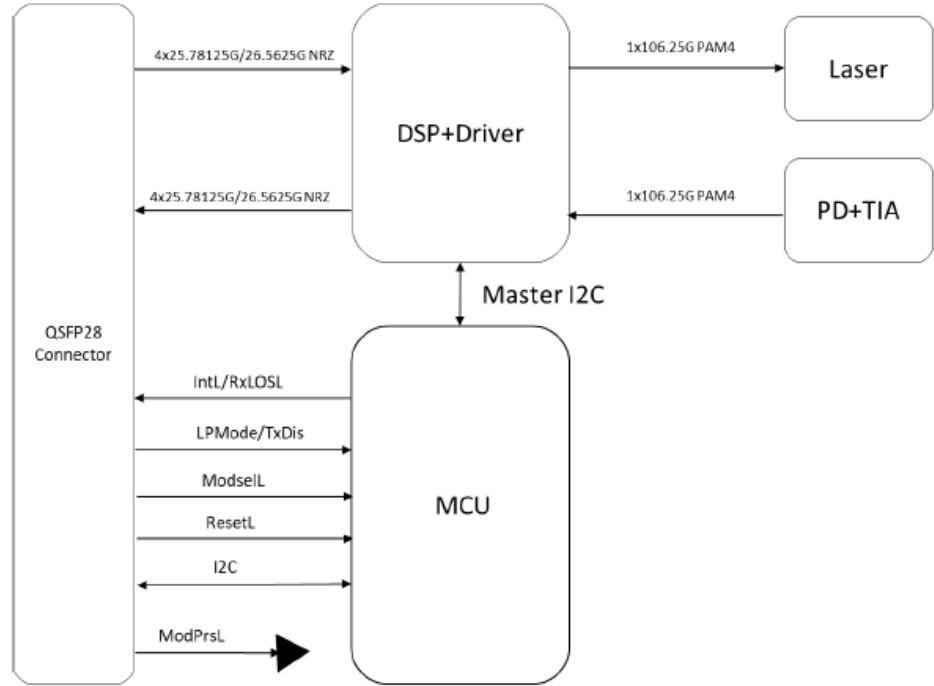 4x25.78125G/26.5625G NRZ
1x106.25G PAM4
Laser
DSP+Driver
4x25.78125G/26.5625G NRZ
1x106.25G PAM4
PD+TIA
Master I2C
QSFP28
Connector
IntL/RxLOSL
LPMode/TxDis
ModselL
ResetL
I2C
ModPrsL
MCU